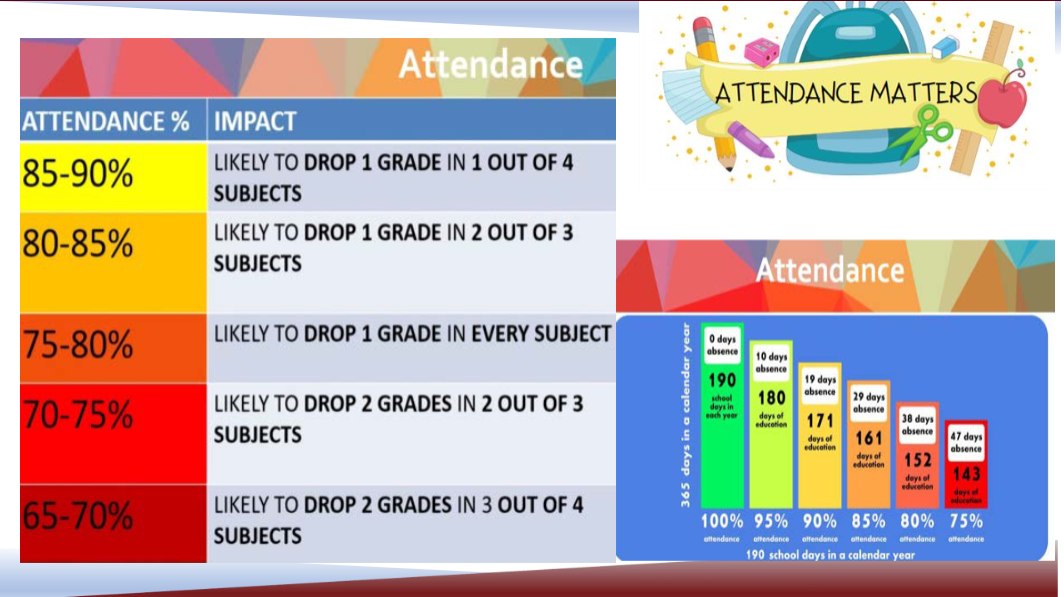 Attendance
ATTENDANCE %
IMPACT
85-90%
LIKELY TO DROP 1 GRADE IN 1 OUT OF 4
SUBJECTS
80-85%
LIKELY TO DROP 1 GRADE IN 2 OUT OF 3
SUBJECTS
75-80%
LIKELY TO DROP 1 GRADE IN EVERY SUBJECT
70-75%
LIKELY TO DROP 2 GRADES IN 2 OUT OF 3
SUBJECTS
65-70%
LIKELY TO DROP 2 GRADES IN 3 OUT OF 4
SUBJECTS
ATTENDANCE MATTERS
Attendance
365 days in a calendar year
0 days
absence
190
school
days in
each year
10 days
absence
180
days of
education
19 days
absence
171
days of
education
29 days
absence
161
days of
education
38 days
absence
152
days of
education
47 days
absence
143
days of
education
100%
attendance
95%
attendance
90%
attendance
85%
attendance
80%
attendance
75%
attendance
190 school days in a calendar year